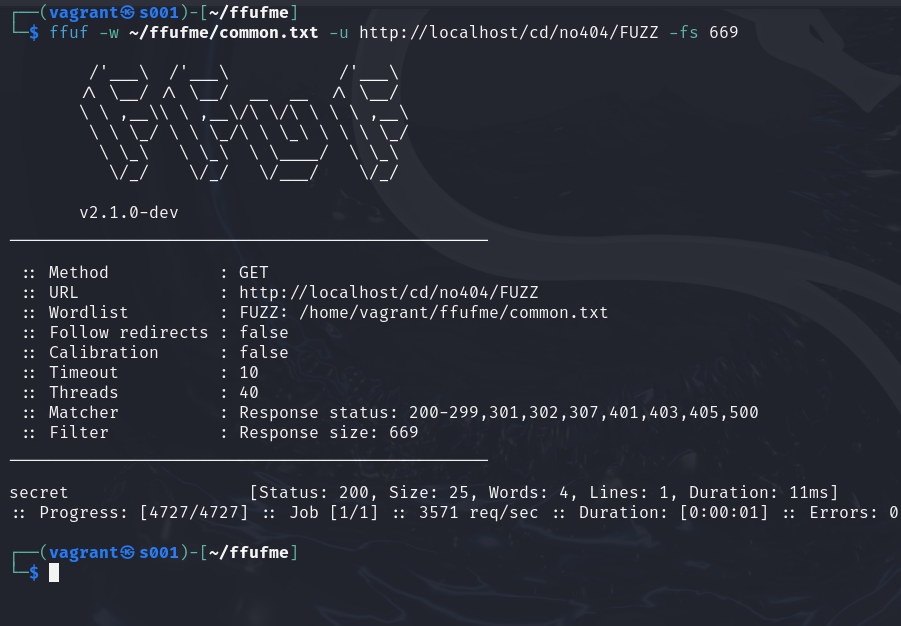 ┌──(vagrant㉿s001)-[~/ffufme]
└─$ ffuf -w ~/ffufme/common.txt -u http://localhost/cd/no404/FUZZ -fs 669
        /'___\  /'___\           /'___\
       /\ \__/ /\ \__/  __  __  /\ \__/
       \ \ ,__\\ \ ,__\/\ \/\ \ \ \ ,__\
        \ \ \_/ \ \ \_/\ \ \_\ \ \ \ \_/
         \ \_\   \ \_\  \ \____/  \ \_\
          \/_/    \/_/   \/___/    \/_/
       v2.1.0-dev
________________________________________________
 :: Method           : GET
 :: URL              : http://localhost/cd/no404/FUZZ
 :: Wordlist         : FUZZ: /home/vagrant/ffufme/common.txt
 :: Follow redirects : false
 :: Calibration      : false
 :: Timeout          : 10
 :: Threads          : 40
 :: Matcher          : Response status: 200-299,301,302,307,401,403,405,500
 :: Filter           : Response size: 669
________________________________________________
secret                  [Status: 200, Size: 25, Words: 4, Lines: 1, Duration: 11ms]
:: Progress: [4727/4727] :: Job [1/1] :: 3571 req/sec :: Duration: [0:00:01] :: Errors: 0
┌──(vagrant㉿s001)-[~/ffufme]
└─$